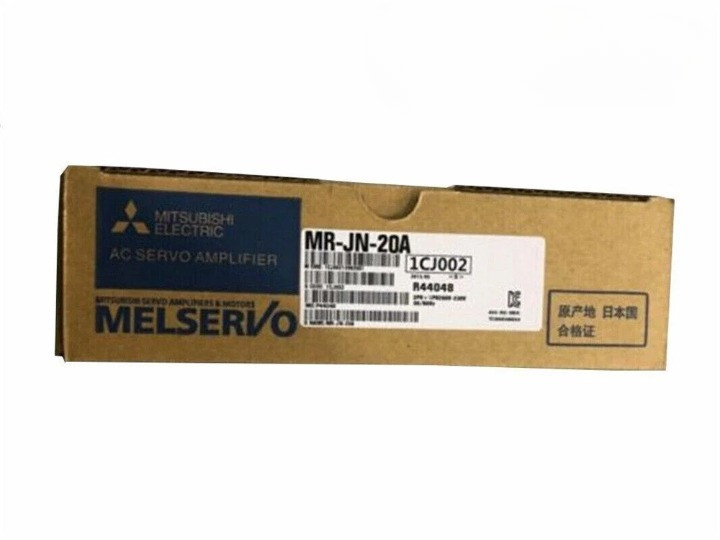 MITSUBISHI
ELECTRIC
AC SERVO AMPLIFIER
MITSUBISHI SERVO AMPLIFIERS & MOTORS
MELSERVO
MR-JN-20A
1CJ002
R44048
原产地 日本国
合格证